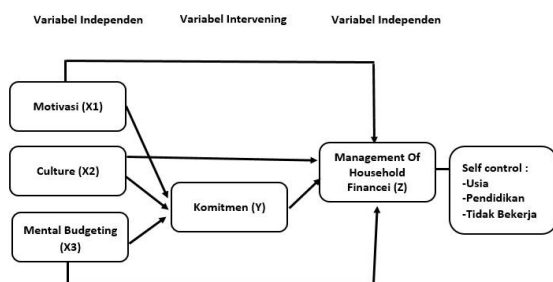 Variabel Independen
Variabel Intervening
Variabel Independen
Motivasi (X1)
Culture (X2)
Mental Budgeting
(X3)
Komitmen (Y)
Management Of
Household
Financei (Z)
Self control :
-Usia
-Pendidikan
-Tidak Bekerja